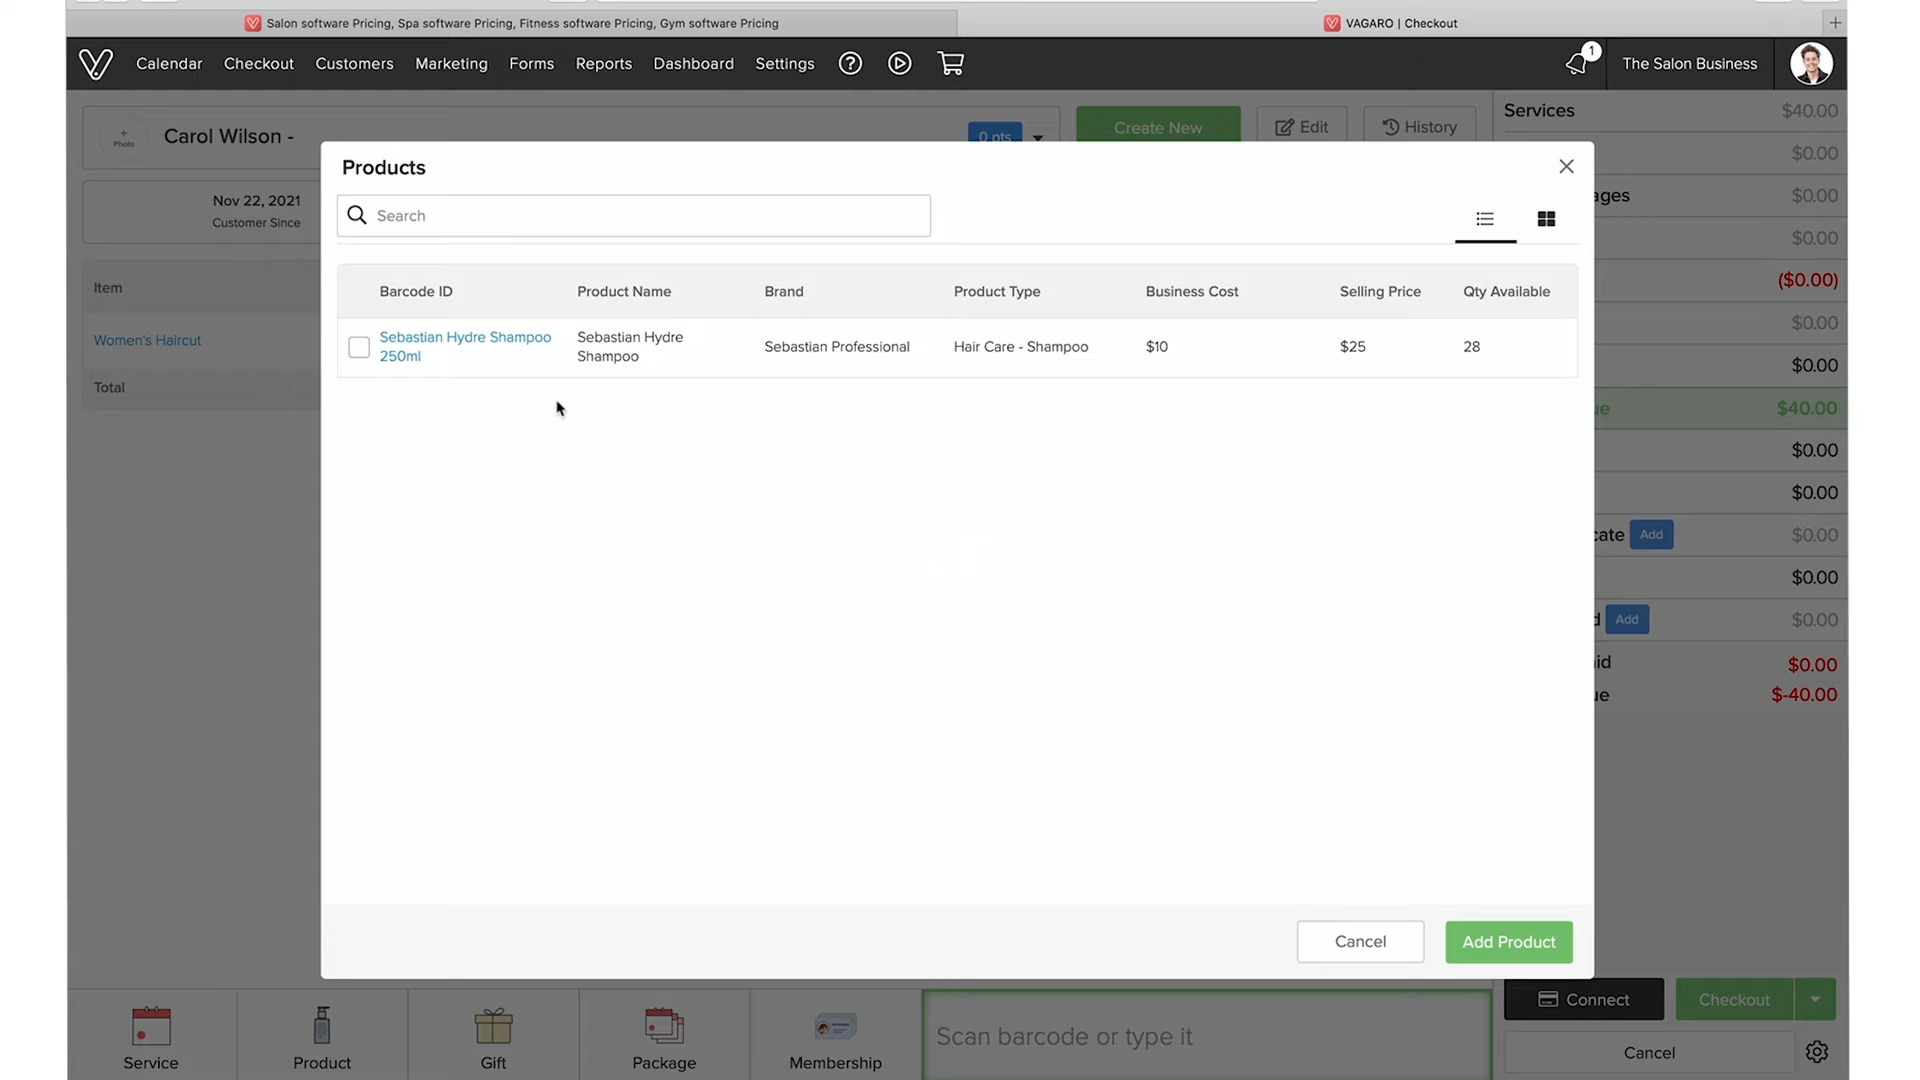 Salon software Pricing, Spa software Pricing, Fitness software Pricing, Gym software Pricing
VAGARO | Checkout
Calendar Checkout Customers Marketing Forms Reports Dashboard Settings
1
The Salon Business
+
Photo
Carol Wilson -
0 pts
Create New
Edit
History
Services $40.00
$0.00
ages $0.00
$0.00
($0.00)
$0.00
$0.00
ue $40.00
$0.00
$0.00
cate Add $0.00
$0.00
d Add $0.00
id $0.00
ue $-40.00
Nov 22, 2021
Customer Since
Item
Women's Haircut
Total
Products
Search
Barcode ID Product Name Brand Product Type Business Cost Selling Price Qty Available
Sebastian Hydre Shampoo
250ml
Sebastian Hydre
Shampoo
Sebastian Professional
Hair Care - Shampoo
$10
$25
28
Cancel
Add Product
Service
Product
Gift
Package
Membership
Scan barcode or type it
Connect
Checkout
Cancel